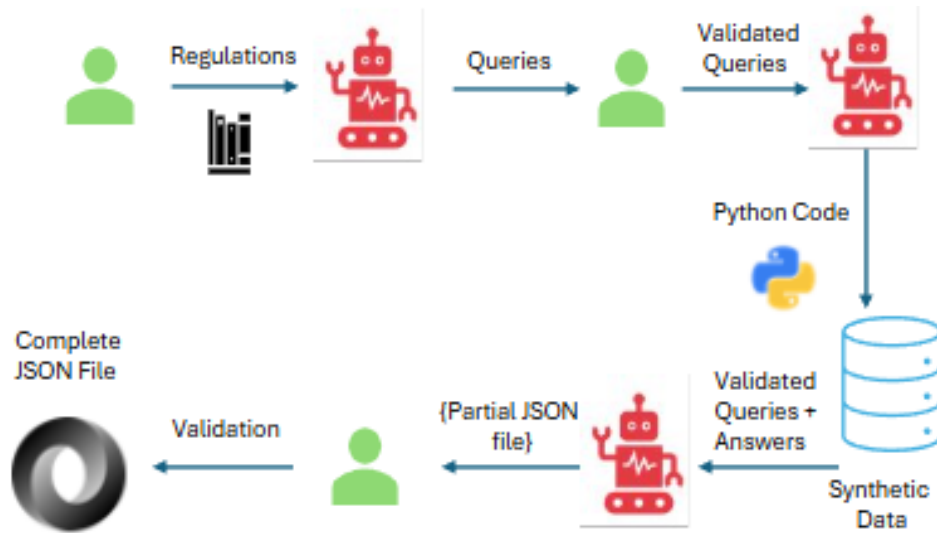 Regulations
Queries
Validated
Queries
Python Code
Validated
Queries +
Answers
Synthetic
Data
{Partial JSON
file}
Validation
Complete
JSON File